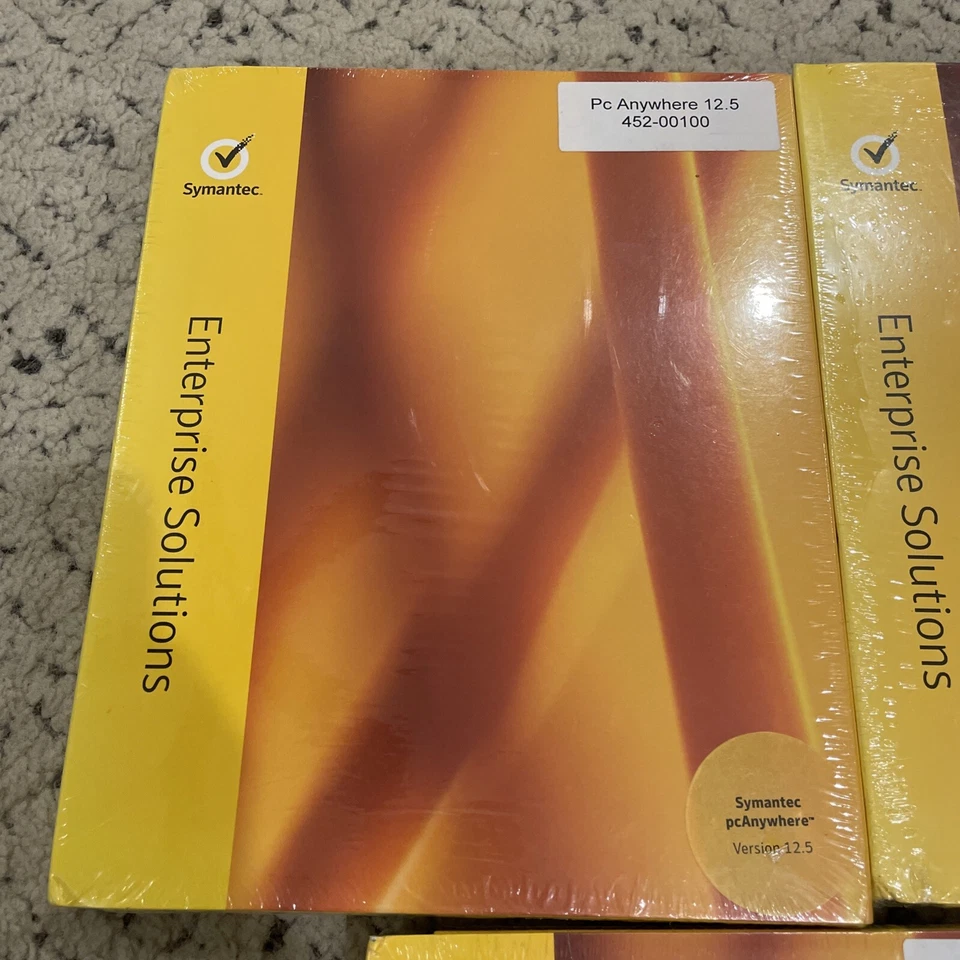 Pc Anywhere 12.5
452-00100
Symantec.
Enterprise Solutions
Symantec
pcAnywhere™
Version 12.5
Symantec.
Enterprise Solutions